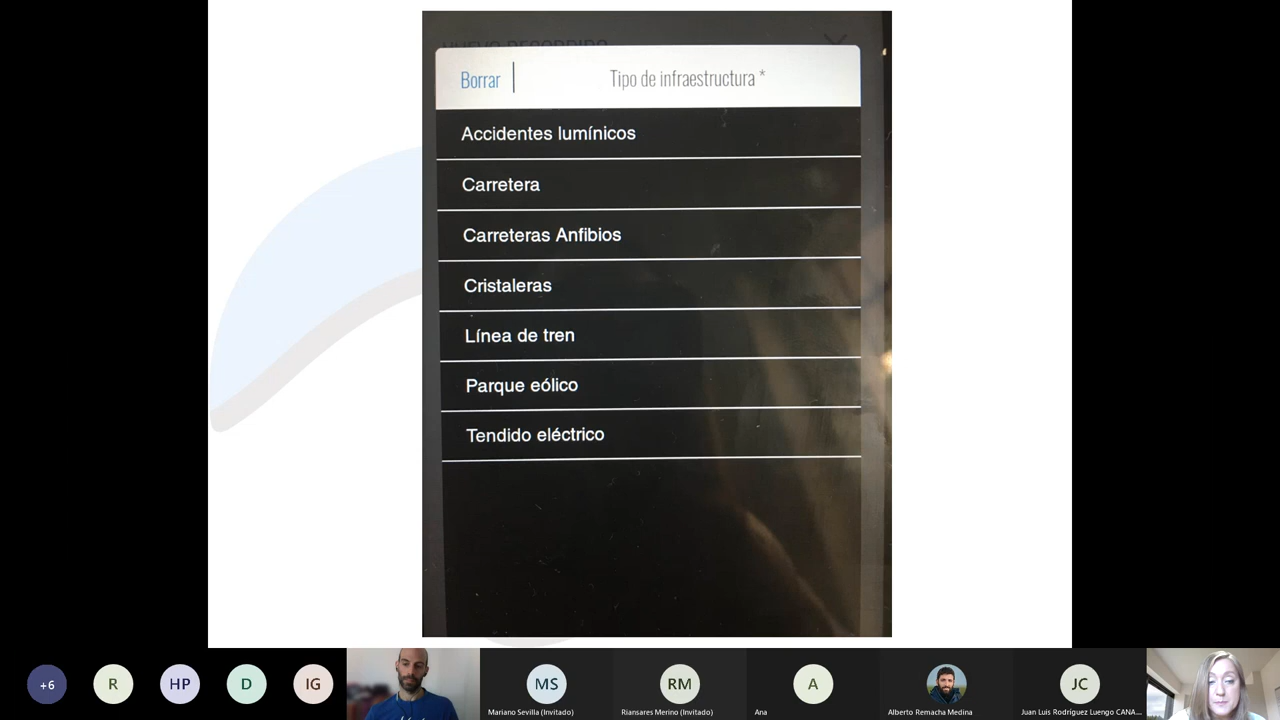 NUEVO RECORRIDO
Borrar
Tipo de infraestructura *
Accidentes lumínicos
Carretera
Carreteras Anfibios
Cristaleras
Línea de tren
Parque eólico
Tendido eléctrico
+6
R
HP
D
IG
MS
Mariano Sevilla (Invitado)
RM
Riansares Merino (Invitado)
A
Ana
Alberto Remacha Medina
JC
Juan Luis Rodríguez Luengo CANA...